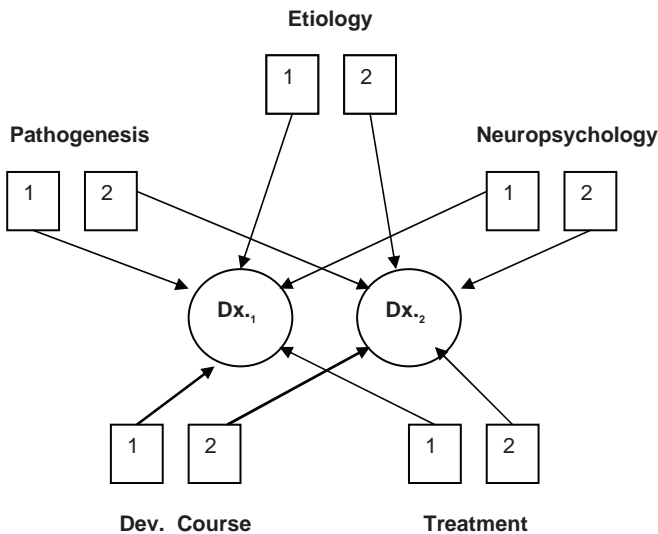 Etiology
1 2
Pathogenesis Neuropsychology
1 2 1 2
Dx.₁ Dx.₂
1 2 1 2
Dev. Course Treatment